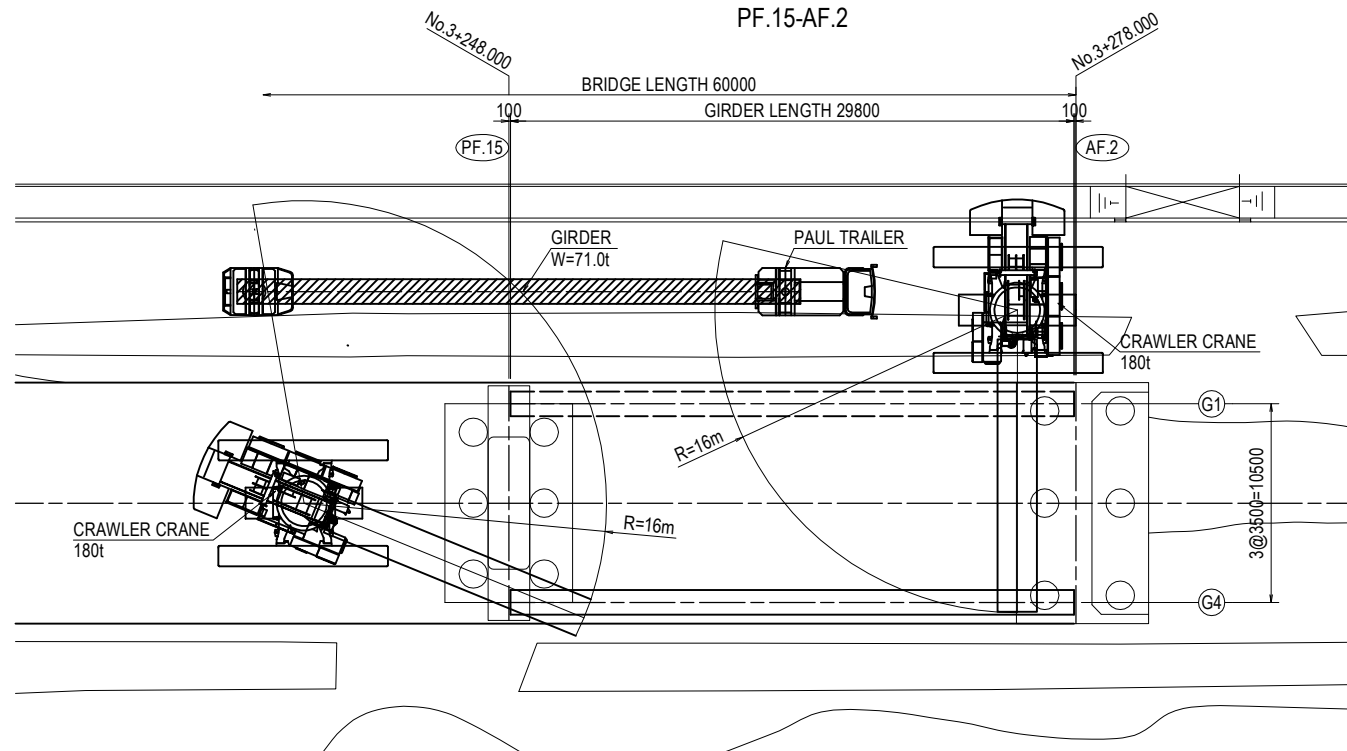 PF.15-AF.2
No.3+248.000
No.3+278.000
BRIDGE LENGTH 60000
100
GIRDER LENGTH 29800
100
PF.15
AF.2
GIRDER
W=71.0t
PAUL TRAILER
CRAWLER CRANE
180t
G1
R=16m
3@3500=10500
R=16m
CRAWLER CRANE
180t
G4